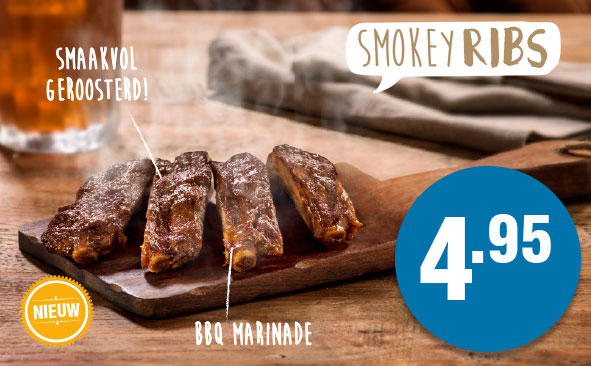 SMOKEY RIBS
SMAAKVOL
GEROOSTERD!
4.95
NIEUW
BBQ MARINADE